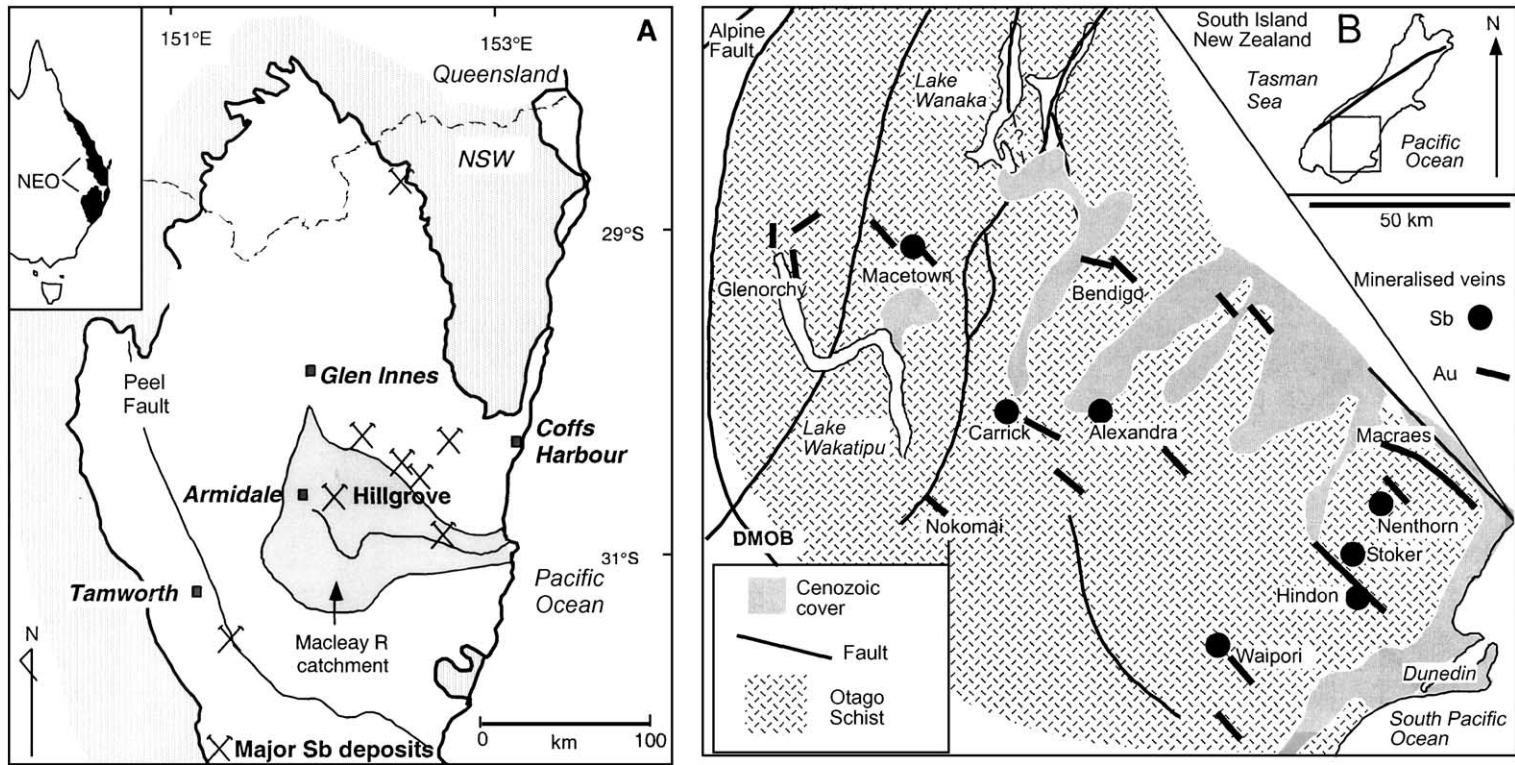 151°E
153°E
A
Queensland
NSW
NEO
29°S
Peel
Fault
Glen Innes
Coffs
Harbour
Armidale
Hillgrove
31°S
Tamworth
Pacific
Ocean
Macleay R
catchment
N
Major Sb deposits
0
100
km
Alpine
Fault
Lake
Wanaka
South Island
New Zealand
B
N
Tasman
Sea
Pacific
Ocean
50 km
Mineralised veins
Sb
Au
Glenorchy
Macetown
Bendigo
Lake
Wakatipu
Carrick
Alexandra
Macraes
Nokomai
Nenthorn
DMOB
Stoker
Hindon
Cenozoic
cover
Fault
Otago
Schist
Waipori
Dunedin
South Pacific
Ocean